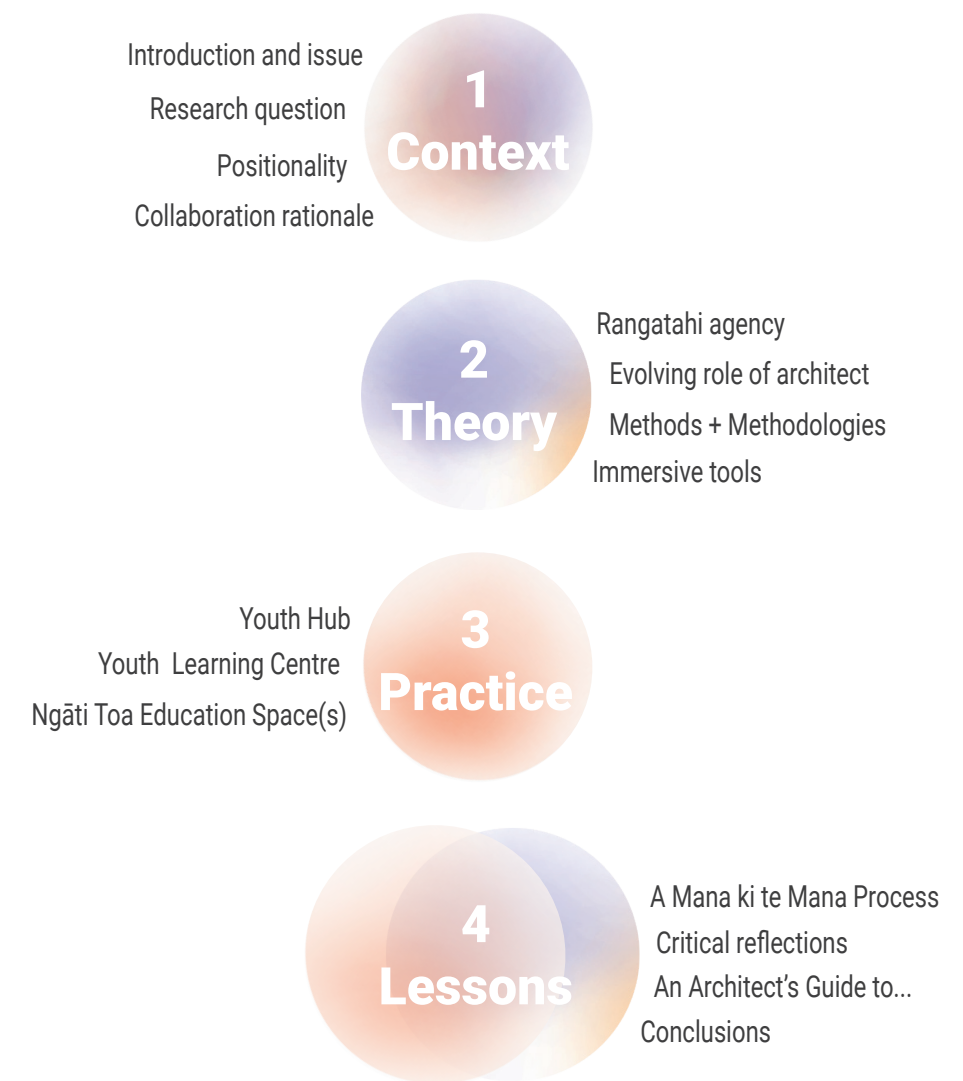 1
Context
Introduction and issue
Research question
Positionality
Collaboration rationale
2
Theory
Rangatahi agency
Evolving role of architect
Methods + Methodologies
Immersive tools
3
Practice
Youth Hub
Youth Learning Centre
Ngāti Toa Education Space(s)
4
Lessons
A Mana ki te Mana Process
Critical reflections
An Architect's Guide to...
Conclusions